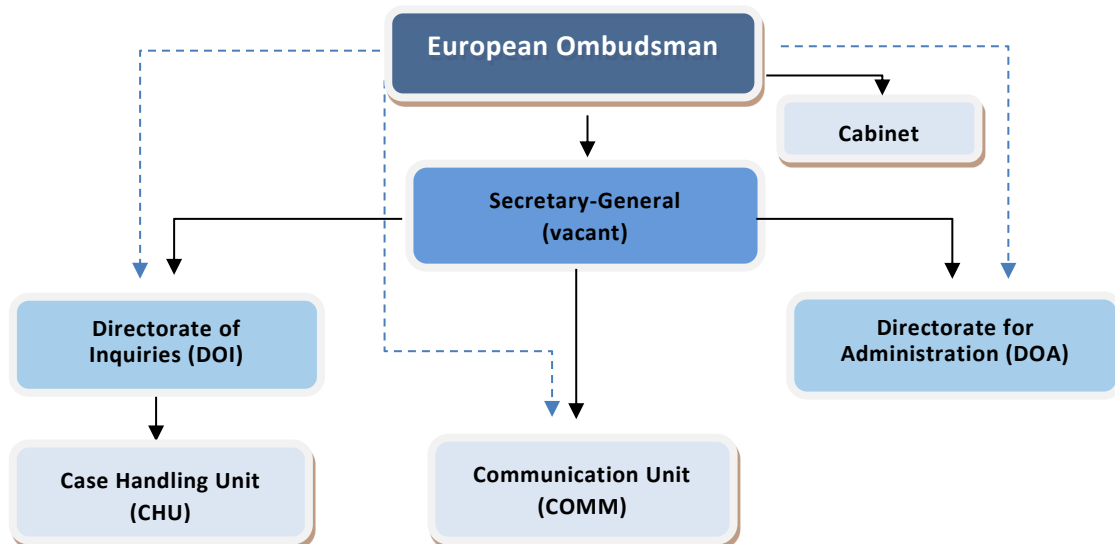 European Ombudsman
Cabinet
Secretary-General
(vacant)
Directorate of
Inquiries (DOI)
Directorate for
Administration (DOA)
Case Handling Unit
(CHU)
Communication Unit
(COMM)